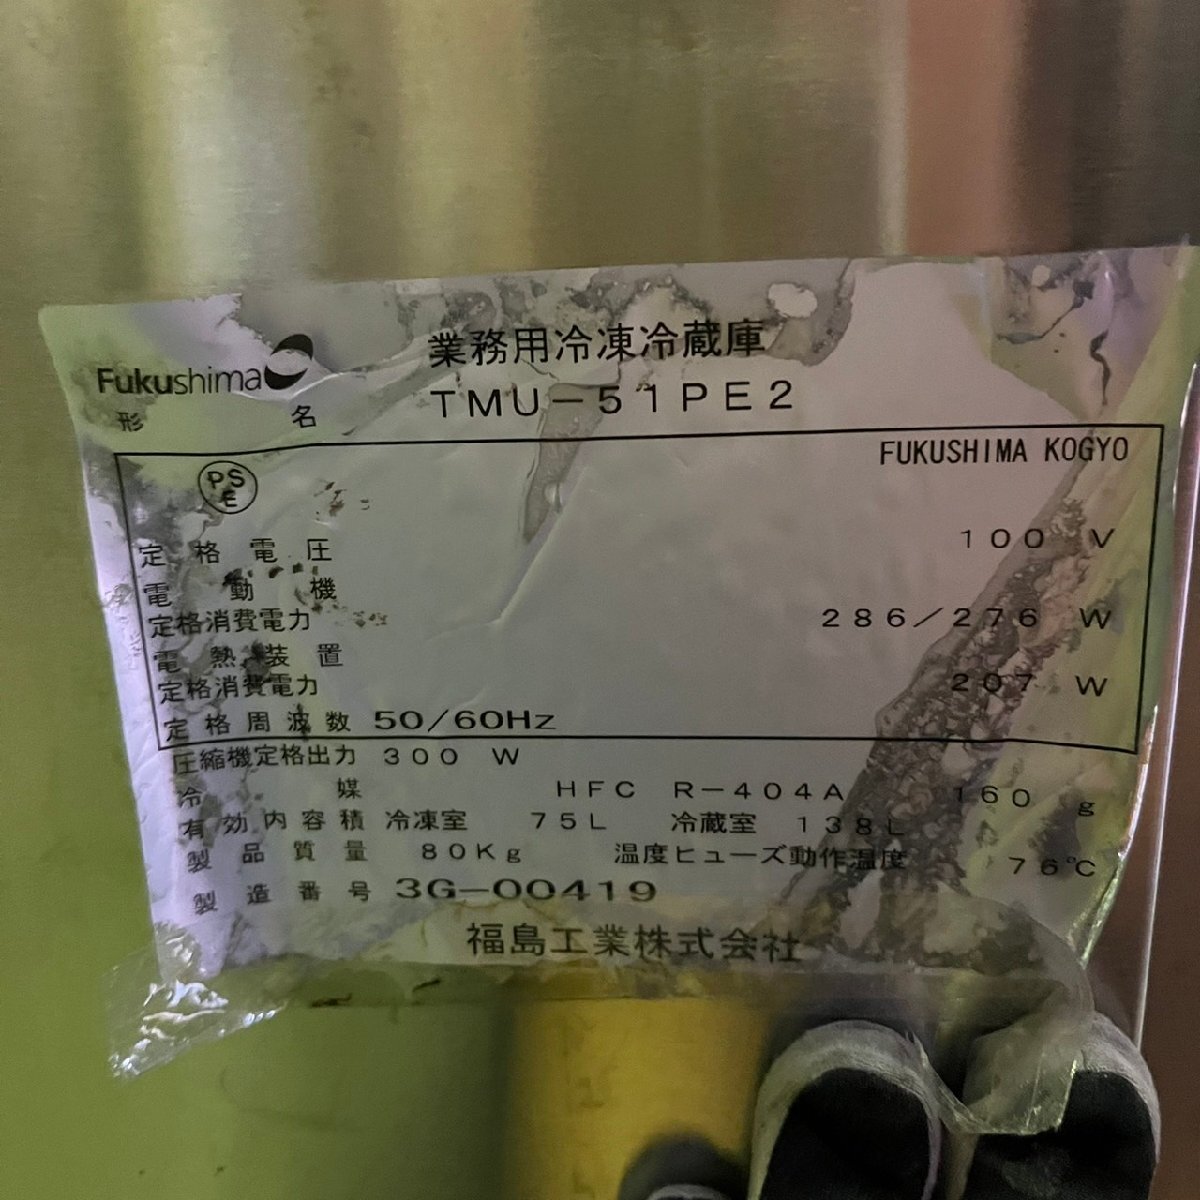 業務用冷凍冷蔵庫
Fukushima
形名 TMU-51PE2
FUKUSHIMA KOGYO
PS E
定格電圧 100 V
電動機
定格消費電力 286/276 W
電熱装置
定格消費電力 207 W
定格周波数 50/60Hz
圧縮機定格出力 300 W
冷媒 HFC R-404A 160 g
有効内容積 冷凍室 75L 冷蔵室 138L
製品質量 80Kg 温度ヒューズ動作温度 76℃
製造番号 3G-00419
福島工業株式会社